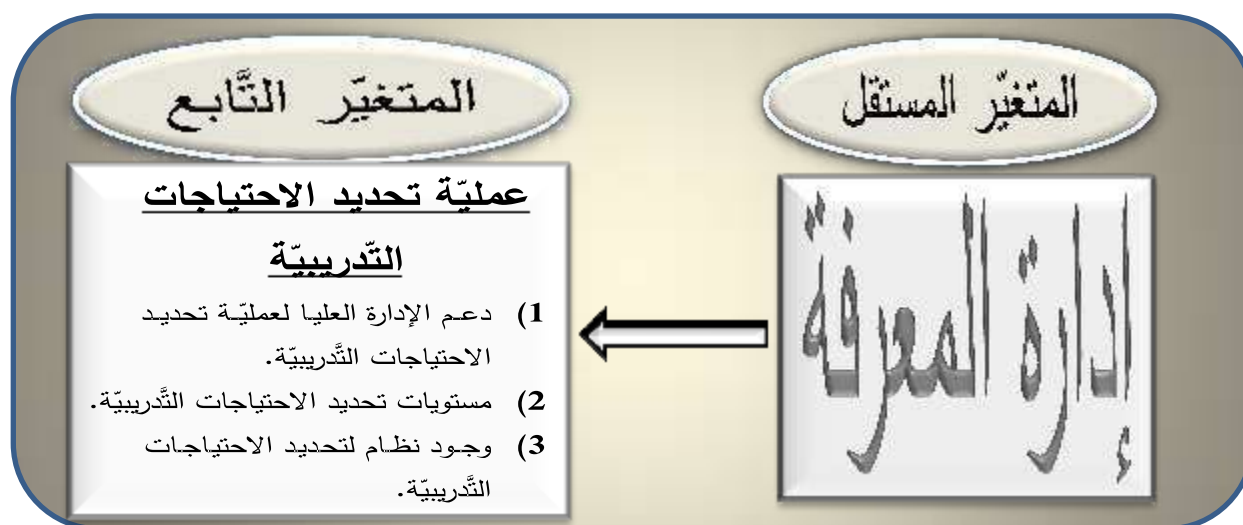 المتغيّر المستقل
إدارة المعرفة
المتغيّر التَّابع
عمليّة تحديد الاحتياجات
التّدريبيّة
1) دعم الإدارة العليا لعمليّة تحديد
الاحتياجات التَّدريبيّة.
2) مستويات تحديد الاحتياجات التَّدريبيّة.
3) وجود نظام لتحديد الاحتياجات
التَّدريبيّة.